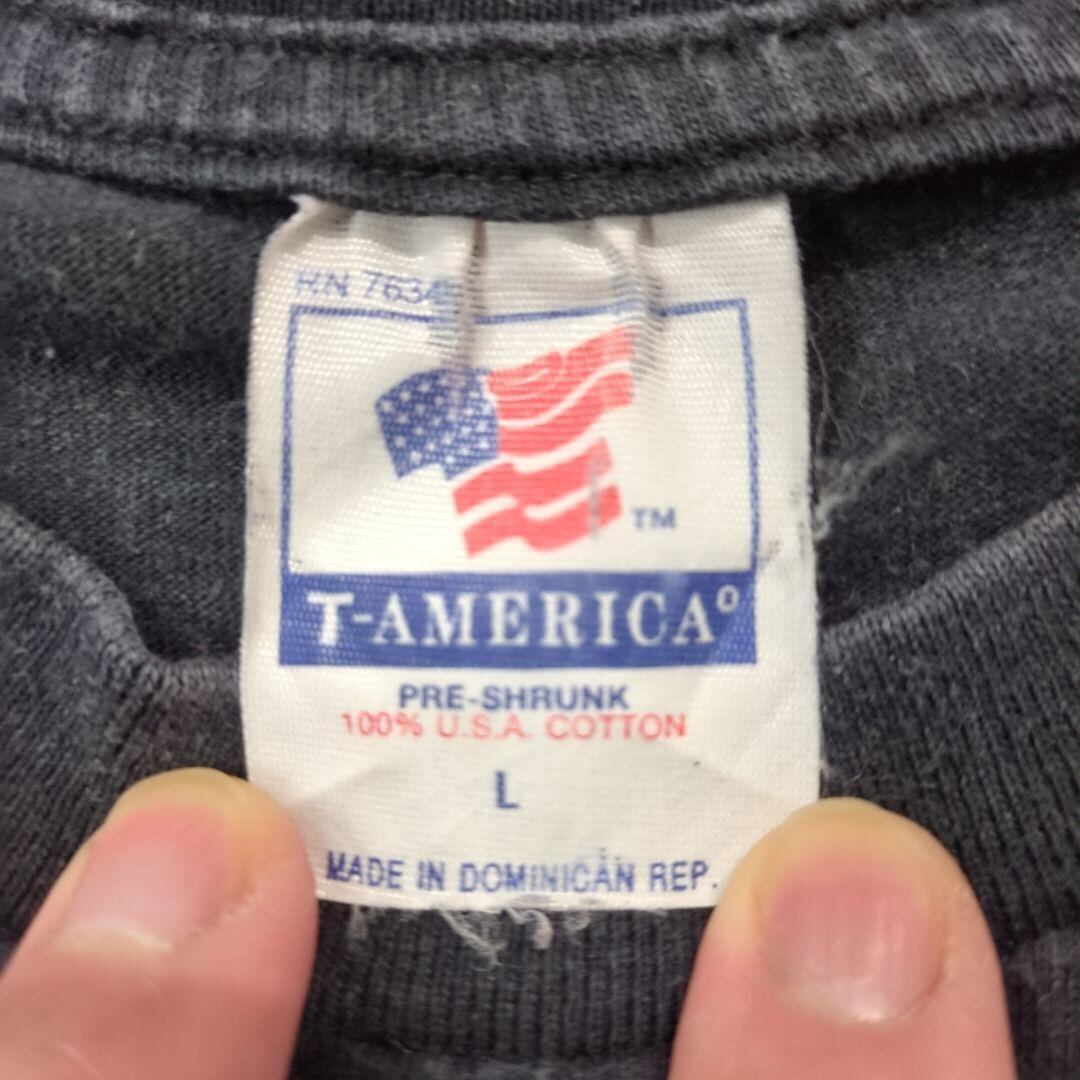 RN 7634
TM
T-AMERICA®
PRE-SHRUNK
100% U.S.A. COTTON
L
MADE IN DOMINICAN REP.